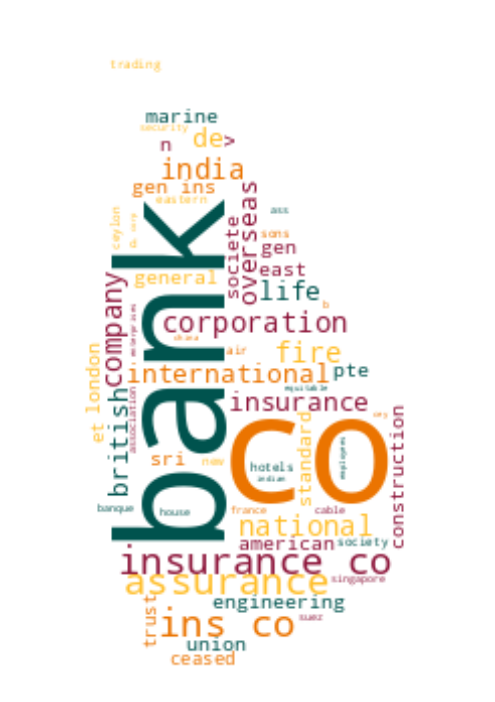 trading
marine
security
n
de
>
india
gen ins
eastern
ceylon
corp
ass
sons
gen
east
societe
overseas
bank
general
life
b
company
enterprises
corporation
china
air
fire
international
pte
equitable
et london
british
association
insurance
co
sri
new
hotels
indian
standard
employees
construction
banque
house
france
cable
national
american
society
insurance co
singapore
assurance
engineering
trust
ins co
suez
union
ceased